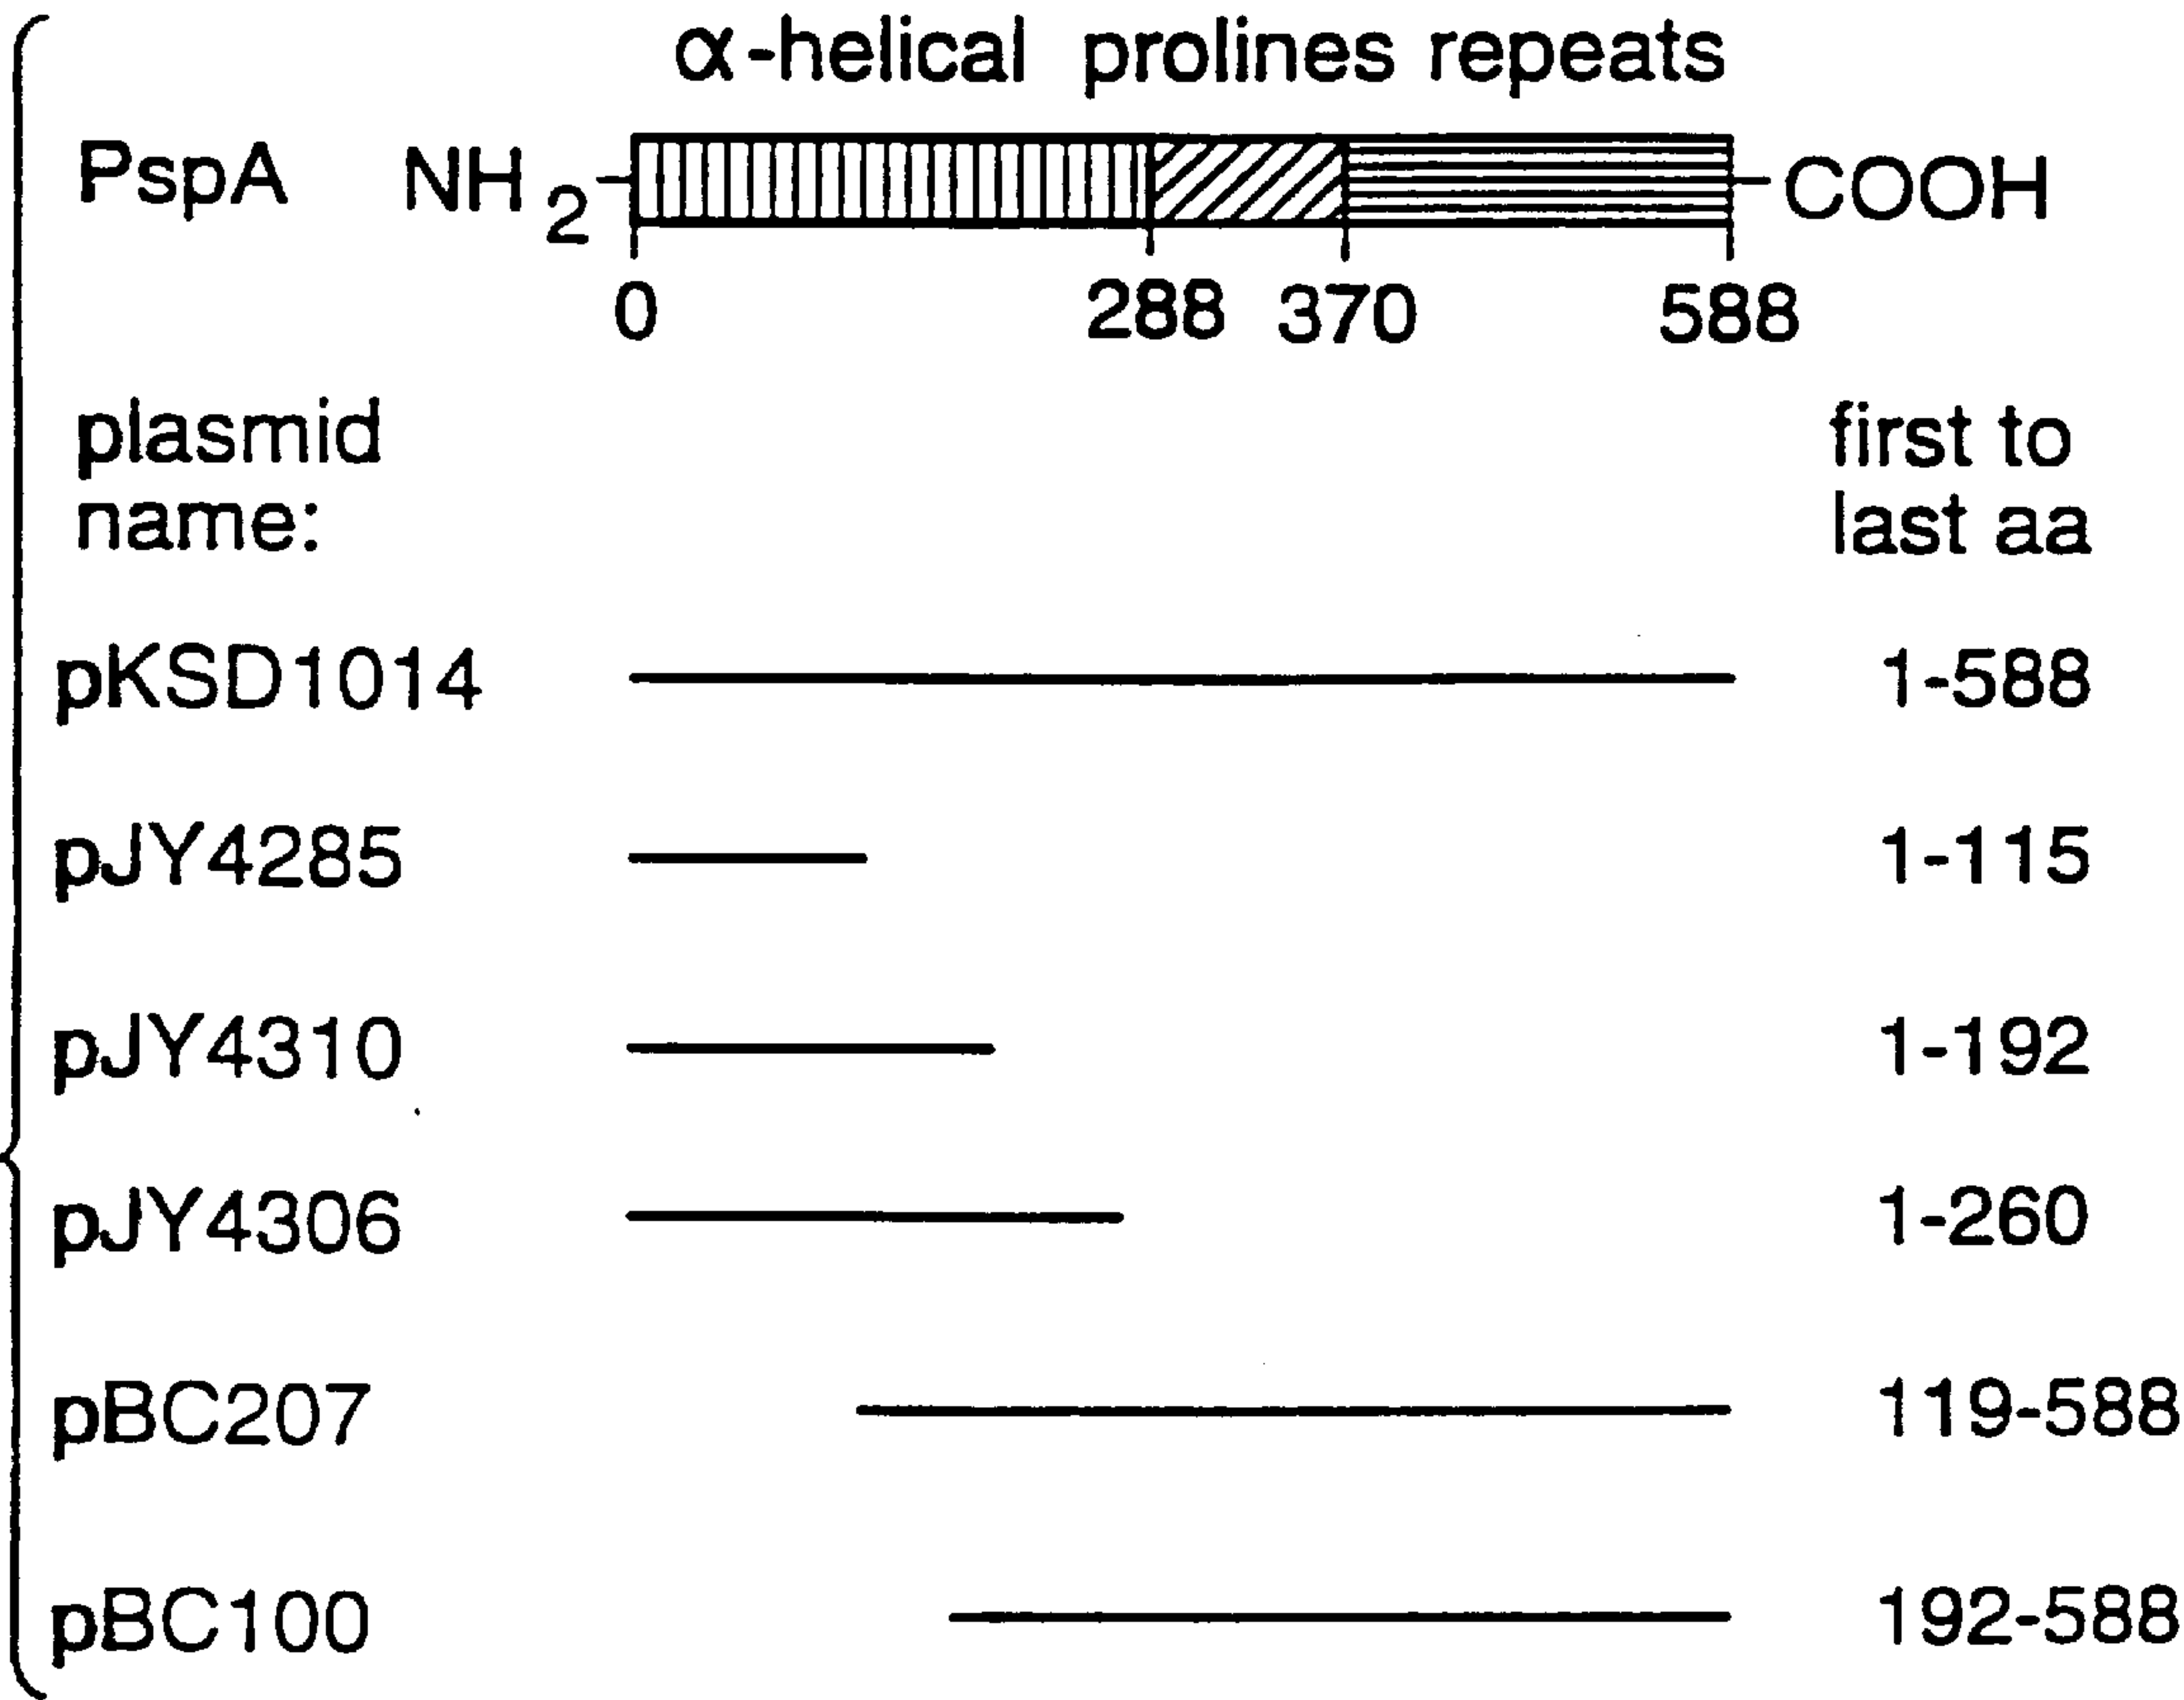 α-helical prolines repeats
PspA NH2 COOH
0 288 370 588
plasmid name:
first to last aa
pKSD1014 1-588
pJY4285 1-115
pJY4310 1-192
pJY4306 1-260
pBC207 119-588
pBC100 192-588